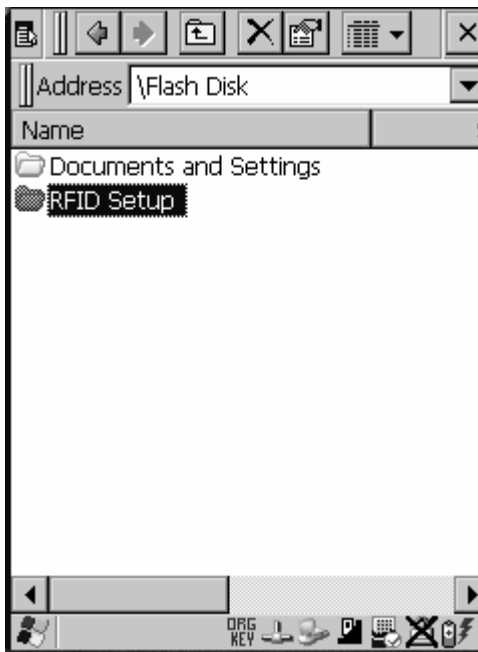 Address \Flash Disk
Name
Documents and Settings
RFID Setup
ORG
KEY